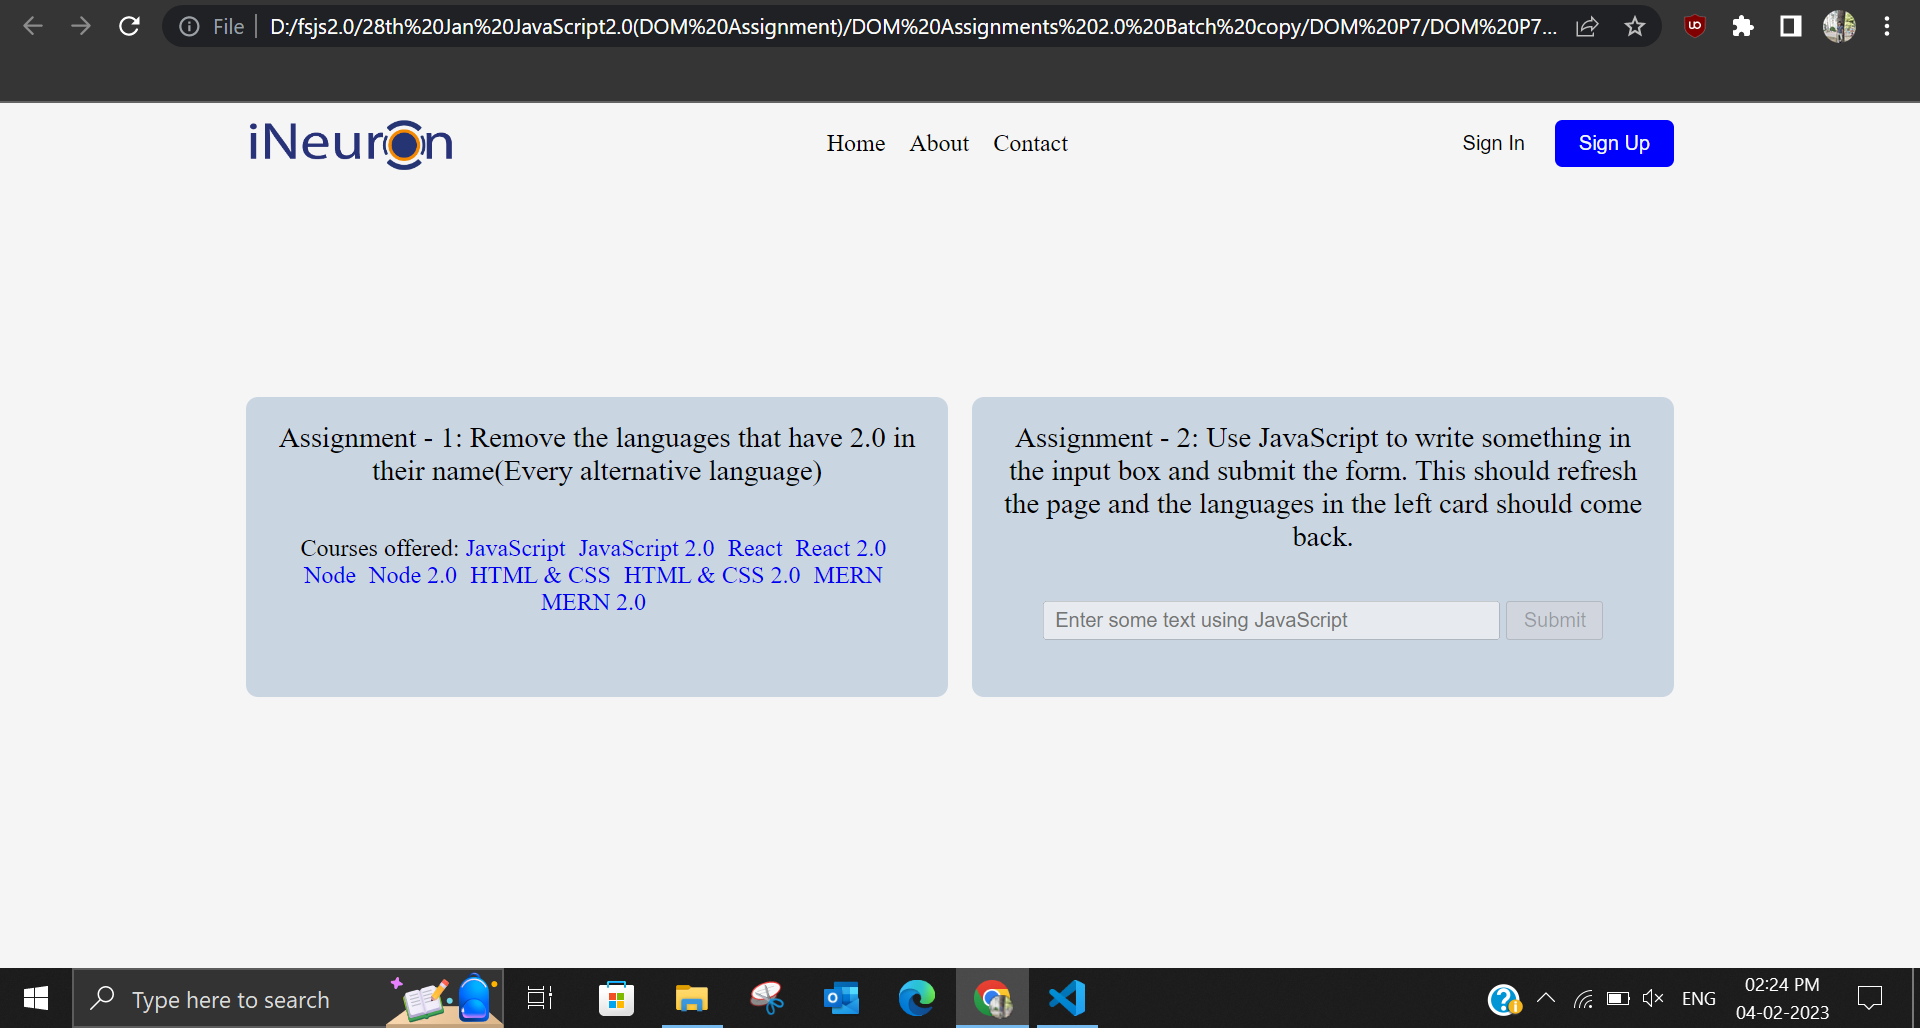 File D:/fsjs2.0/28th%20Jan%20JavaScript2.0(DOM%20Assignment)/DOM%20Assignments%202.0%20Batch%20copy/DOM%20P7/DOM%20P7...
iNeuron
Home About Contact
Sign In Sign Up
Assignment - 1: Remove the languages that have 2.0 in
their name(Every alternative language)
Courses offered: JavaScript JavaScript 2.0 React React 2.0
Node Node 2.0 HTML & CSS HTML & CSS 2.0 MERN
MERN 2.0
Assignment - 2: Use JavaScript to write something in
the input box and submit the form. This should refresh
the page and the languages in the left card should come
back.
Enter some text using JavaScript Submit
Type here to search
ENG
02:24 PM
04-02-2023